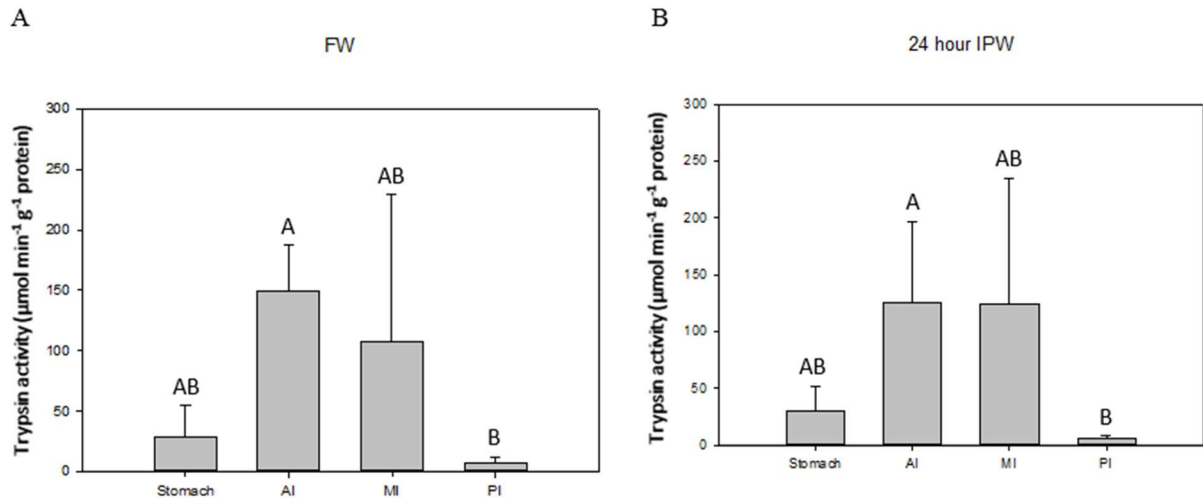 A
FW
Trypsin activity (µmol min⁻¹ g⁻¹ protein)
300
250
200
150
100
50
0
AB
A
AB
B
Stomach AI MI PI
B
24 hour IPW
Trypsin activity (µmol min⁻¹ g⁻¹ protein)
300
250
200
150
100
50
0
AB
A
AB
B
Stomach AI MI PI